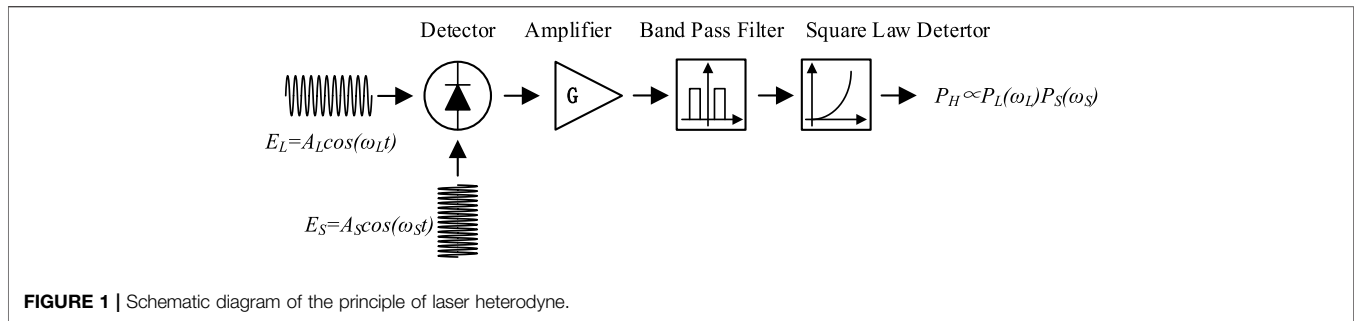 Detector Amplifier Band Pass Filter Square Law Detertor
G
P_H∝P_L(ω_L)P_S(ω_S)
E_L=A_Lcos(ω_Lt)
E_S=A_Scos(ω_St)
FIGURE 1 | Schematic diagram of the principle of laser heterodyne.